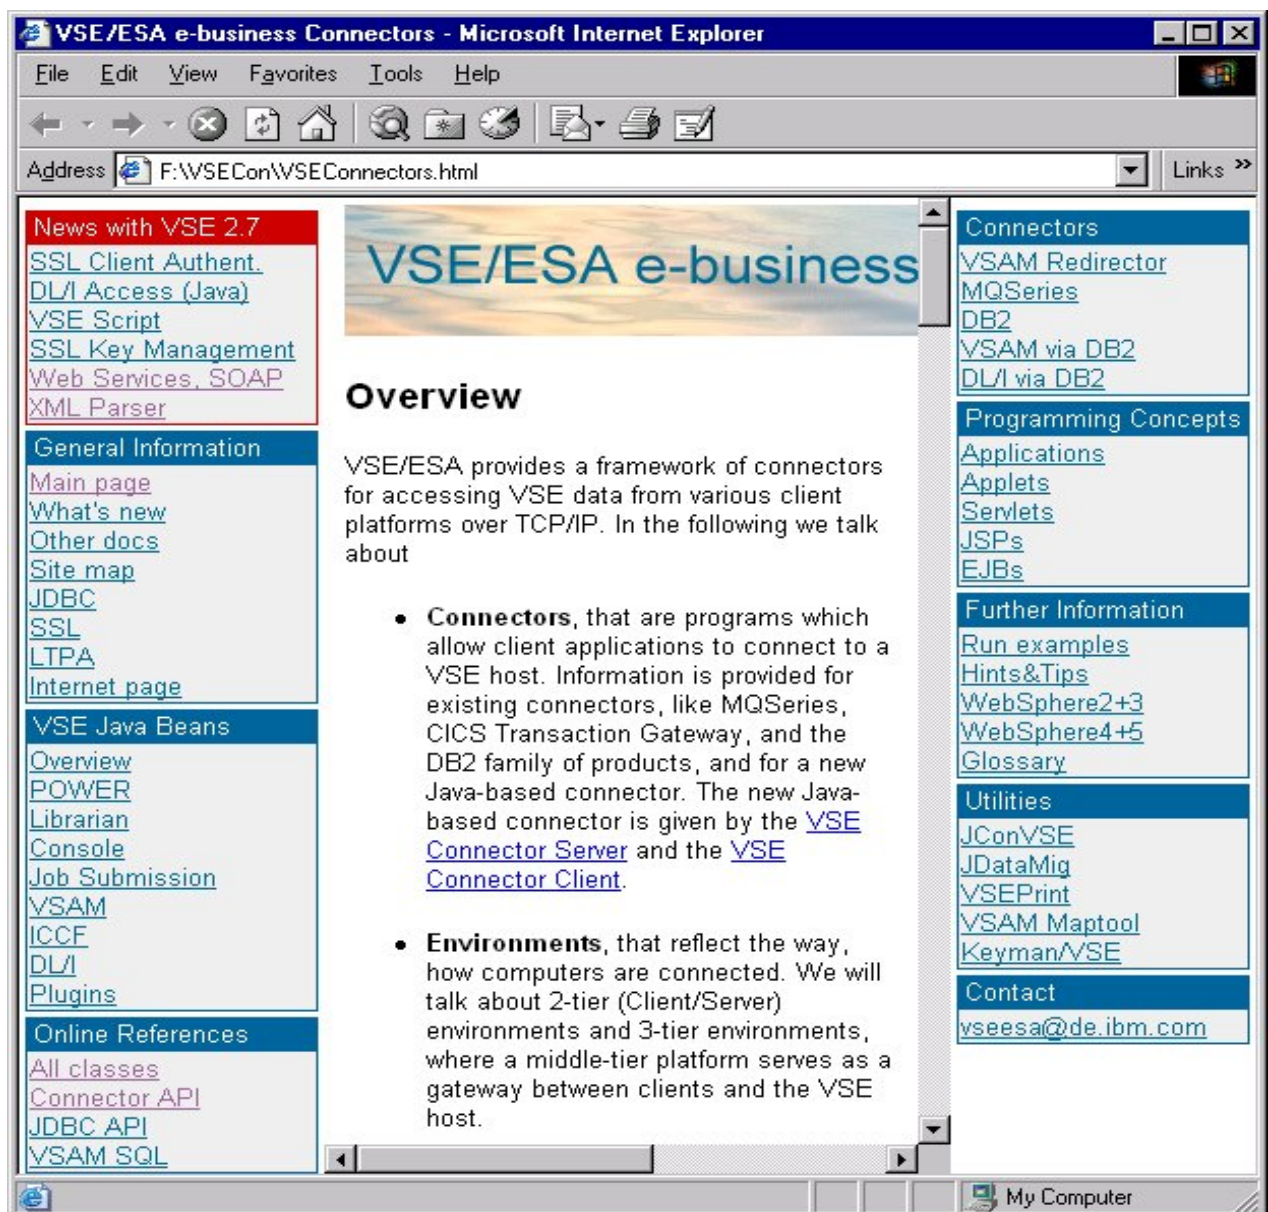 VSE/ESA e-business Connectors - Microsoft Internet Explorer
File Edit View Favorites Tools Help
Address F:\VSECon\VSEConnectors.html Links »
News with VSE 2.7
SSL Client Authent.
DL/I Access (Java)
VSE Script
SSL Key Management
Web Services, SOAP
XML Parser
General Information
Main page
What's new
Other docs
Site map
JDBC
SSL
LTPA
Internet page
VSE Java Beans
Overview
POWER
Librarian
Console
Job Submission
VSAM
ICCF
DL/I
Plugins
Online References
All classes
Connector API
JDBC API
VSAM SQL
VSE/ESA e-business
Overview
VSE/ESA provides a framework of connectors
for accessing VSE data from various client
platforms over TCP/IP. In the following we talk
about
• Connectors, that are programs which
allow client applications to connect to a
VSE host. Information is provided for
existing connectors, like MQSeries,
CICS Transaction Gateway, and the
DB2 family of products, and for a new
Java-based connector. The new Java-
based connector is given by the VSE
Connector Server and the VSE
Connector Client.
• Environments, that reflect the way,
how computers are connected. We will
talk about 2-tier (Client/Server)
environments and 3-tier environments,
where a middle-tier platform serves as a
gateway between clients and the VSE
host.
Connectors
VSAM Redirector
MQSeries
DB2
VSAM via DB2
DL/I via DB2
Programming Concepts
Applications
Applets
Servlets
JSPs
EJBs
Further Information
Run examples
Hints&Tips
WebSphere2+3
WebSphere4+5
Glossary
Utilities
JConVSE
JDataMig
VSEPrint
VSAM Maptool
Keyman/VSE
Contact
vseesa@de.ibm.com
My Computer